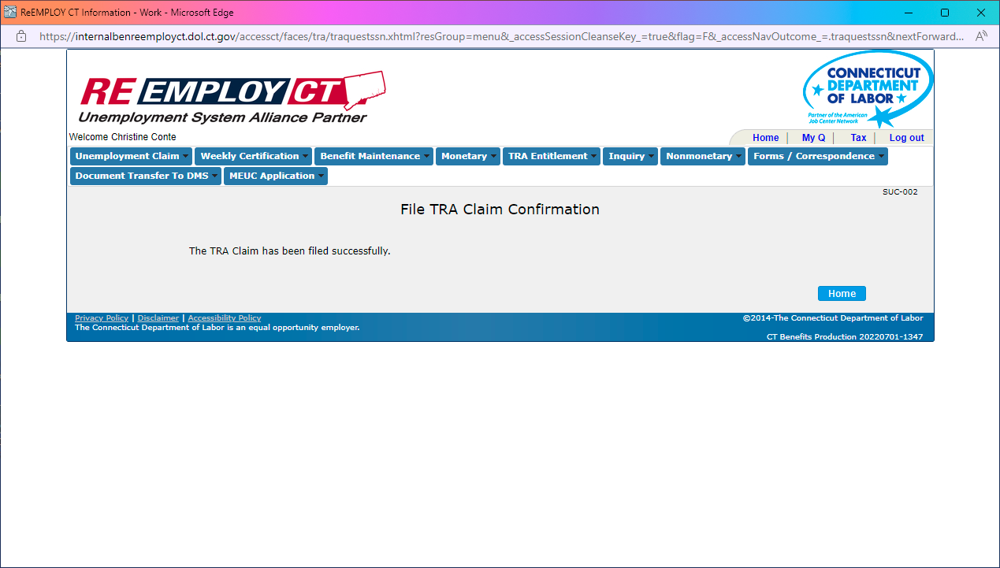 ReEMPLOY CT Information - Work - Microsoft Edge
https://internalbenreemployct.dol.ct.gov/accessct/faces/tra/traquestssn.xhtml?resGroup=menu&_accessSessionCleanseKey_=true&flag=F&_accessNavOutcome_=.traquestssn&nextForward...
RE EMPLOY CT
Unemployment System Alliance Partner
CONNECTICUT
DEPARTMENT
OF LABOR
Partner of the American
Job Center Network
Welcome Christine Conte
Home | My Q | Tax | Log out
Unemployment Claim Weekly Certification Benefit Maintenance Monetary TRA Entitlement Inquiry Nonmonetary Forms / Correspondence
Document Transfer To DMS MEUC Application
SUC-002
File TRA Claim Confirmation
The TRA Claim has been filed successfully.
Home
Privacy Policy | Disclaimer | Accessibility Policy ©2014-The Connecticut Department of Labor
The Connecticut Department of Labor is an equal opportunity employer.
CT Benefits Production 20220701-1347